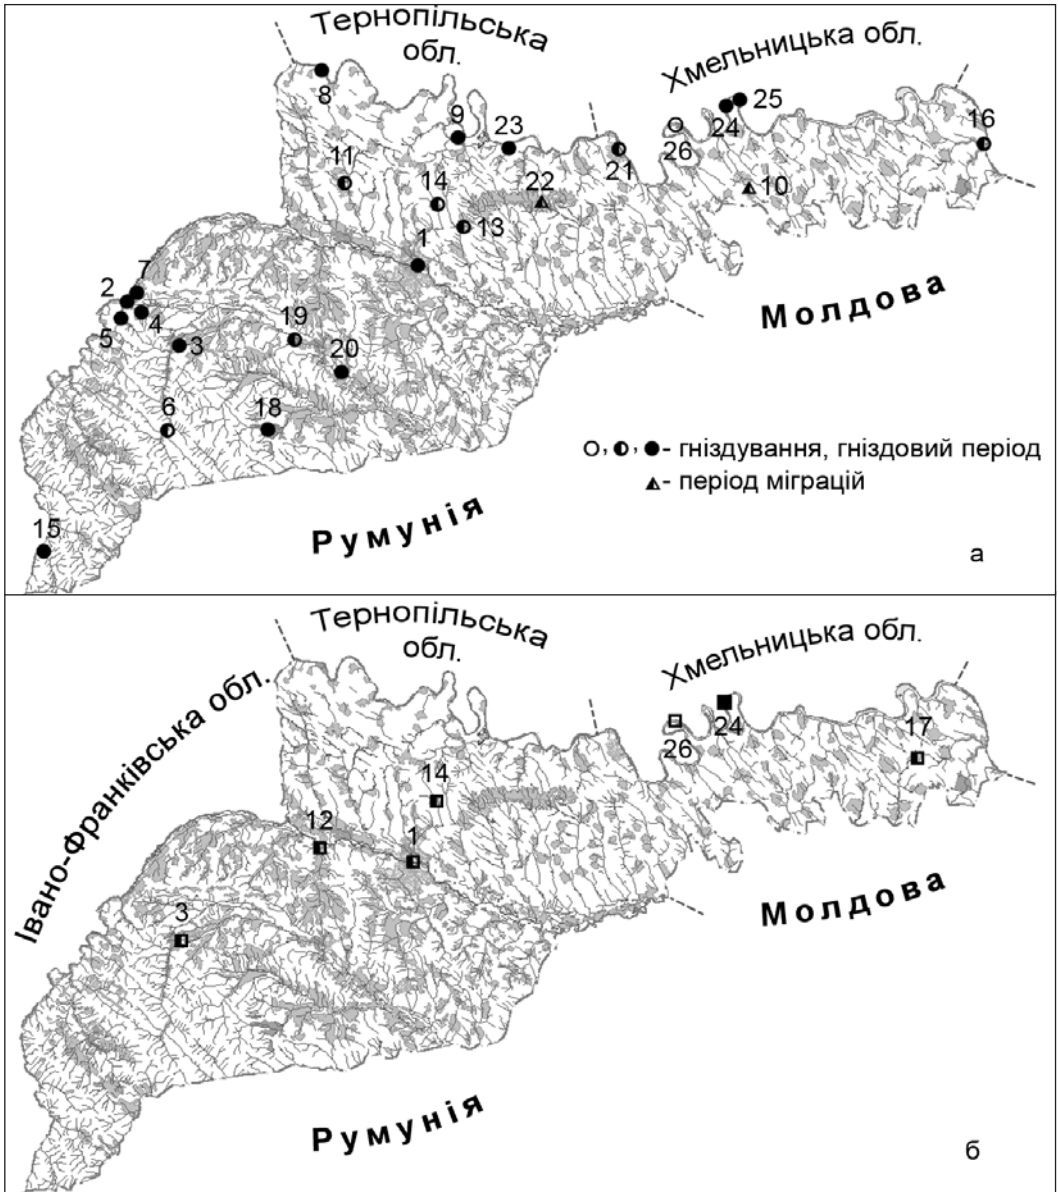 Тернопільська
обл.
Хмельницька обл.
8
9
23
25
24
26
16
11
14
22
21
10
13
1
7
2
5
4
3
19
20
6
18
15
Молдова
○, ◐, ● - гніздування, гніздовий період
- період міграцій
Румунія
а
Тернопільська
обл.
Хмельницька обл.
Івано-Франківська обл.
26
24
17
14
12
1
3
Молдова
Румунія
б